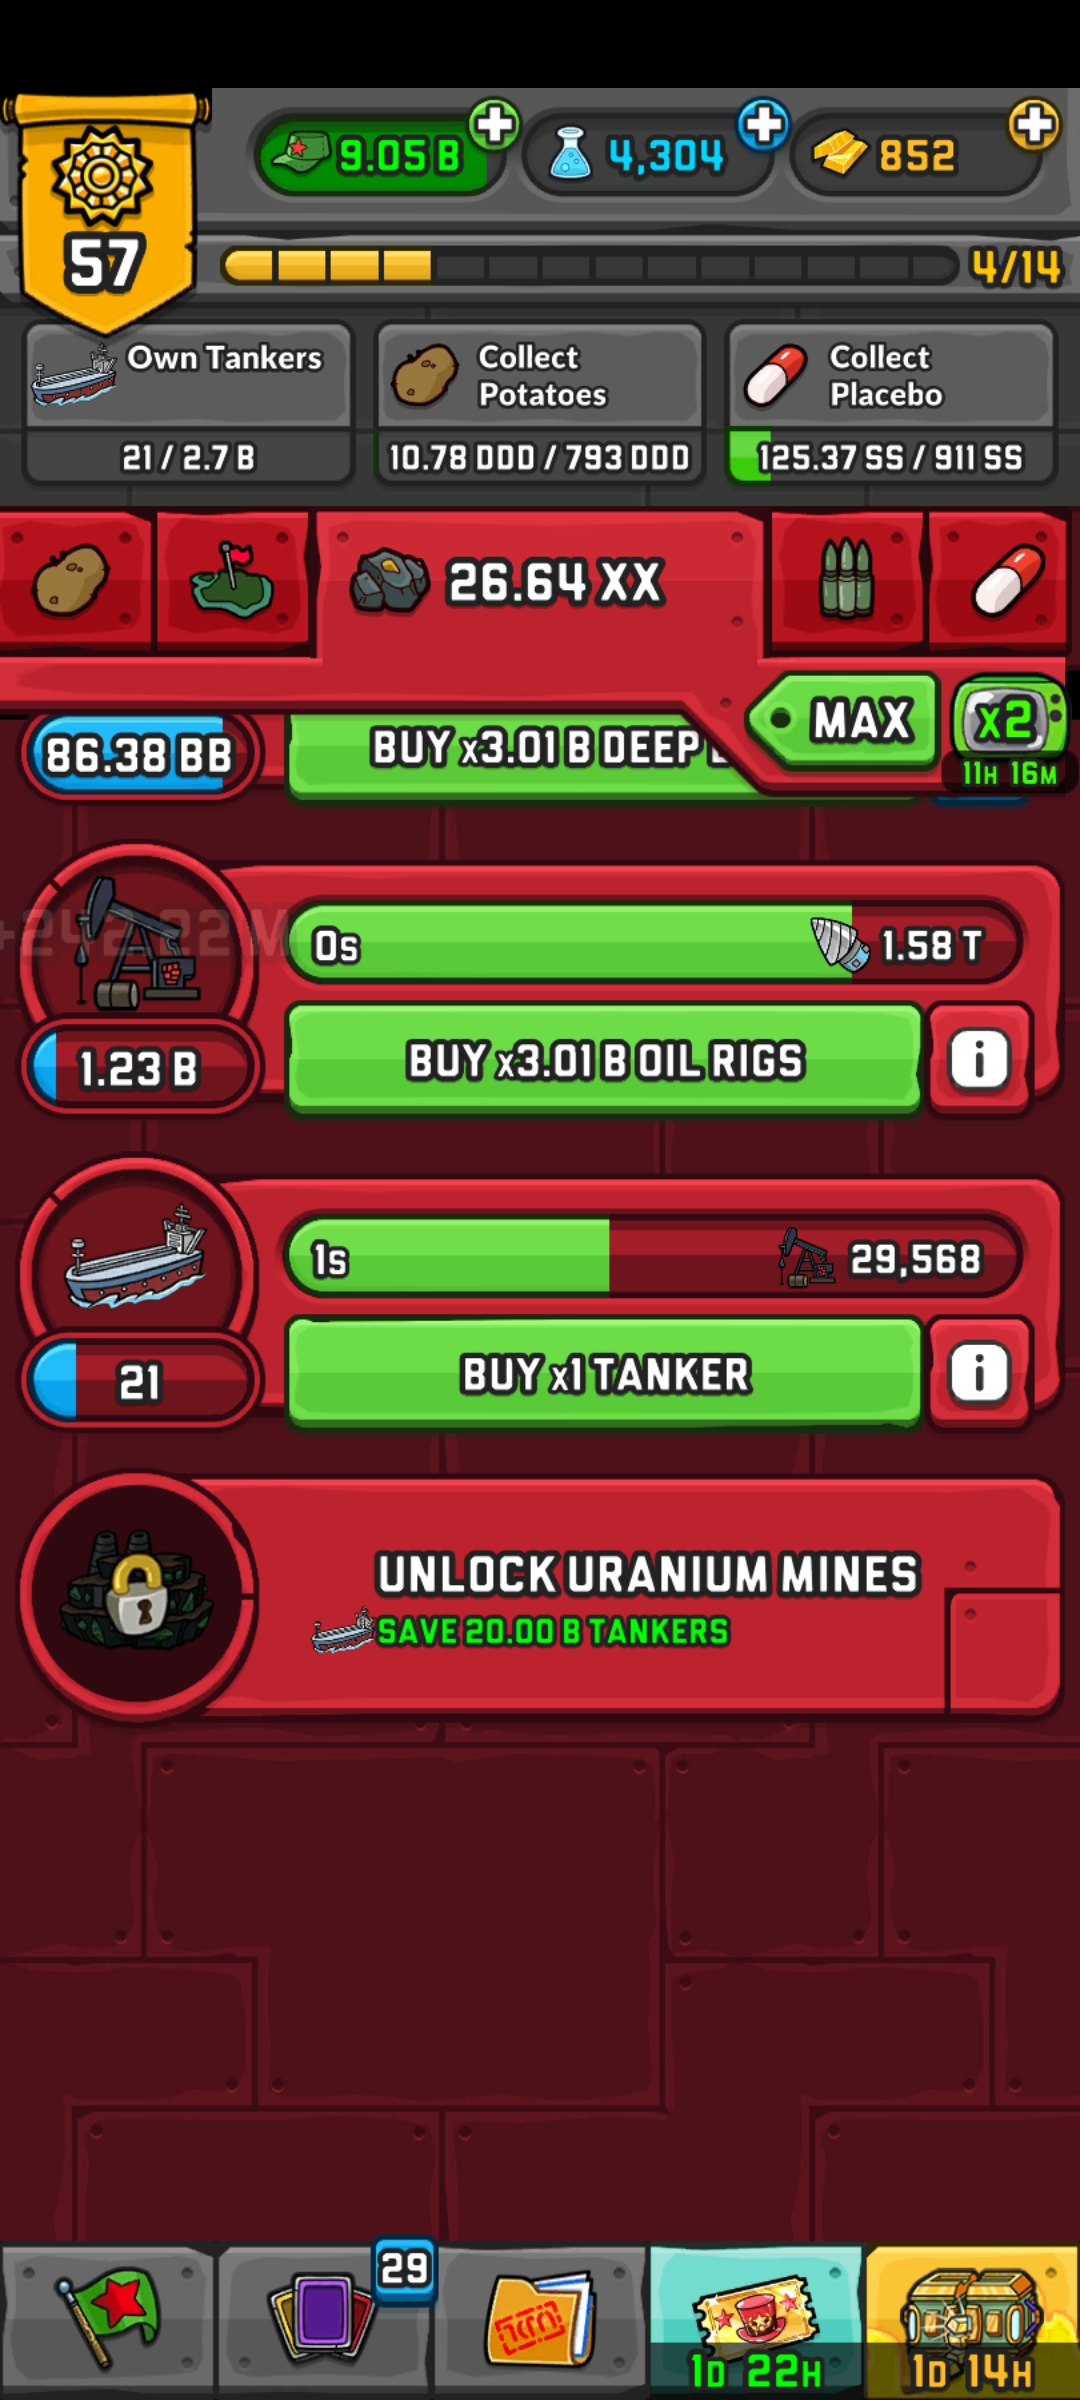 9.05 B
4,304
852
57
4/14
Own Tankers
21 / 2.7 B
Collect
Potatoes
10.78 DDD / 793 DDD
Collect
Placebo
125.37 SS / 911 SS
26.64 XX
MAX
x2
11H 16M
86.38 BB
BUY x3.01 B DEEP
+242.22 M
0s
1.58 T
1.23 B
BUY x3.01 B OIL RIGS
i
1s
29,568
21
BUY x1 TANKER
i
UNLOCK URANIUM MINES
SAVE 20.00 B TANKERS
29
1D 22H
1D 14H